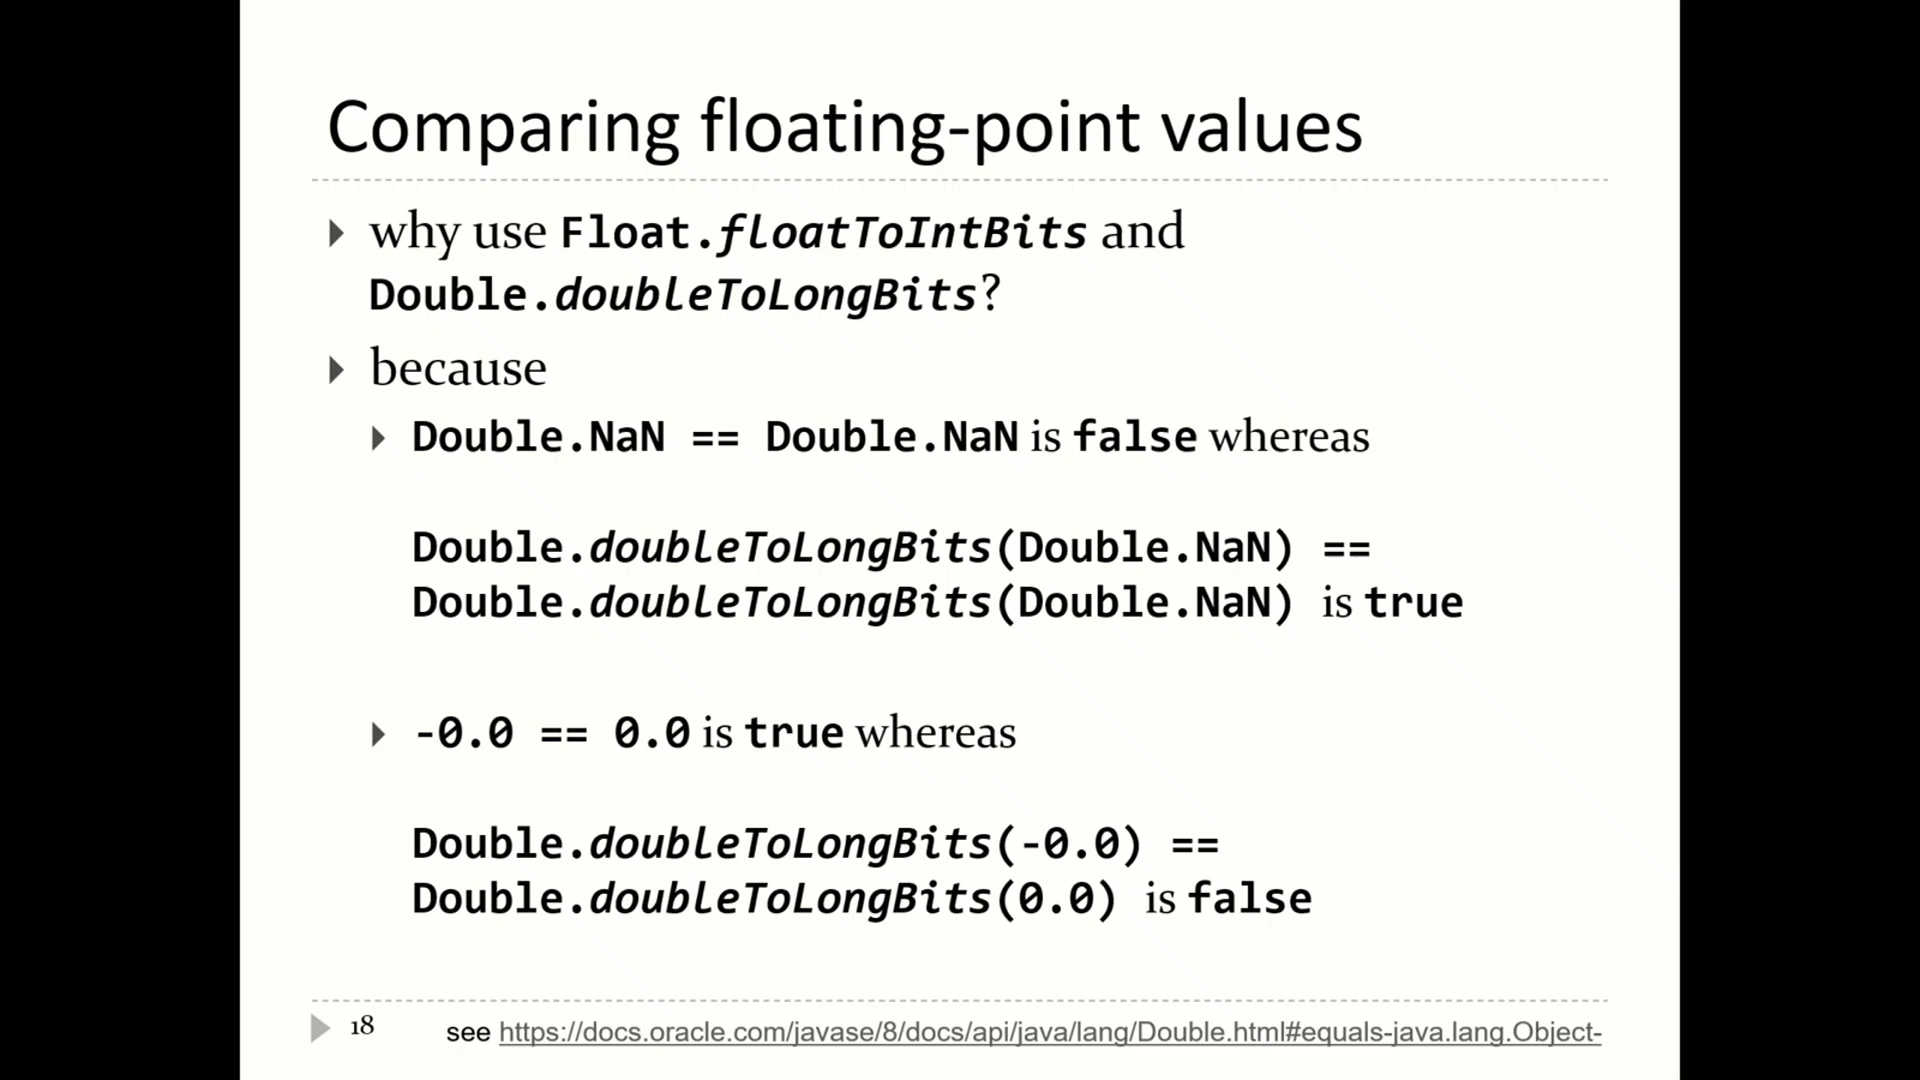 Comparing floating-point values
why use Float.floatToIntBits and
Double.doubleToLongBits?
because
Double.NaN == Double.NaN is false whereas
Double.doubleToLongBits(Double.NaN) ==
Double.doubleToLongBits(Double.NaN) is true
-0.0 == 0.0 is true whereas
Double.doubleToLongBits(-0.0) ==
Double.doubleToLongBits(0.0) is false
18 see https://docs.oracle.com/javase/8/docs/api/java/lang/Double.html#equals-java.lang.Object-